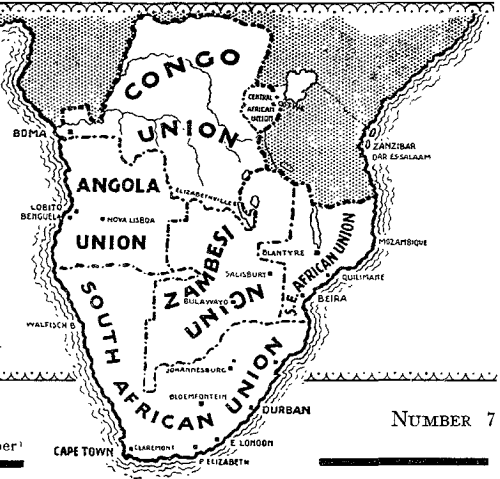 CONGO
UNION
CENTRAL
AFRICAN
UNION
BOMA
ZANZIBAR
DAR ESSALAAM
ANGOLA
UNION
ELIZABETHVILLE
LOBITO
BENGUELA
NOVA LISBOA
MOZAMBIQUE
ZAMBESI
UNION
BLANTYRE
S. E. AFRICAN UNION
SALISBURY
QUILIMANE
BULAWAYO
BEIRA
SOUTH AFRICAN UNION
WALFISCH B
JOHANNESBURG
BLOEMFONTEIN
DURBAN
NUMBER 7
E. LONDON
CAPE TOWN
CLAREMONT
P ELIZABETH